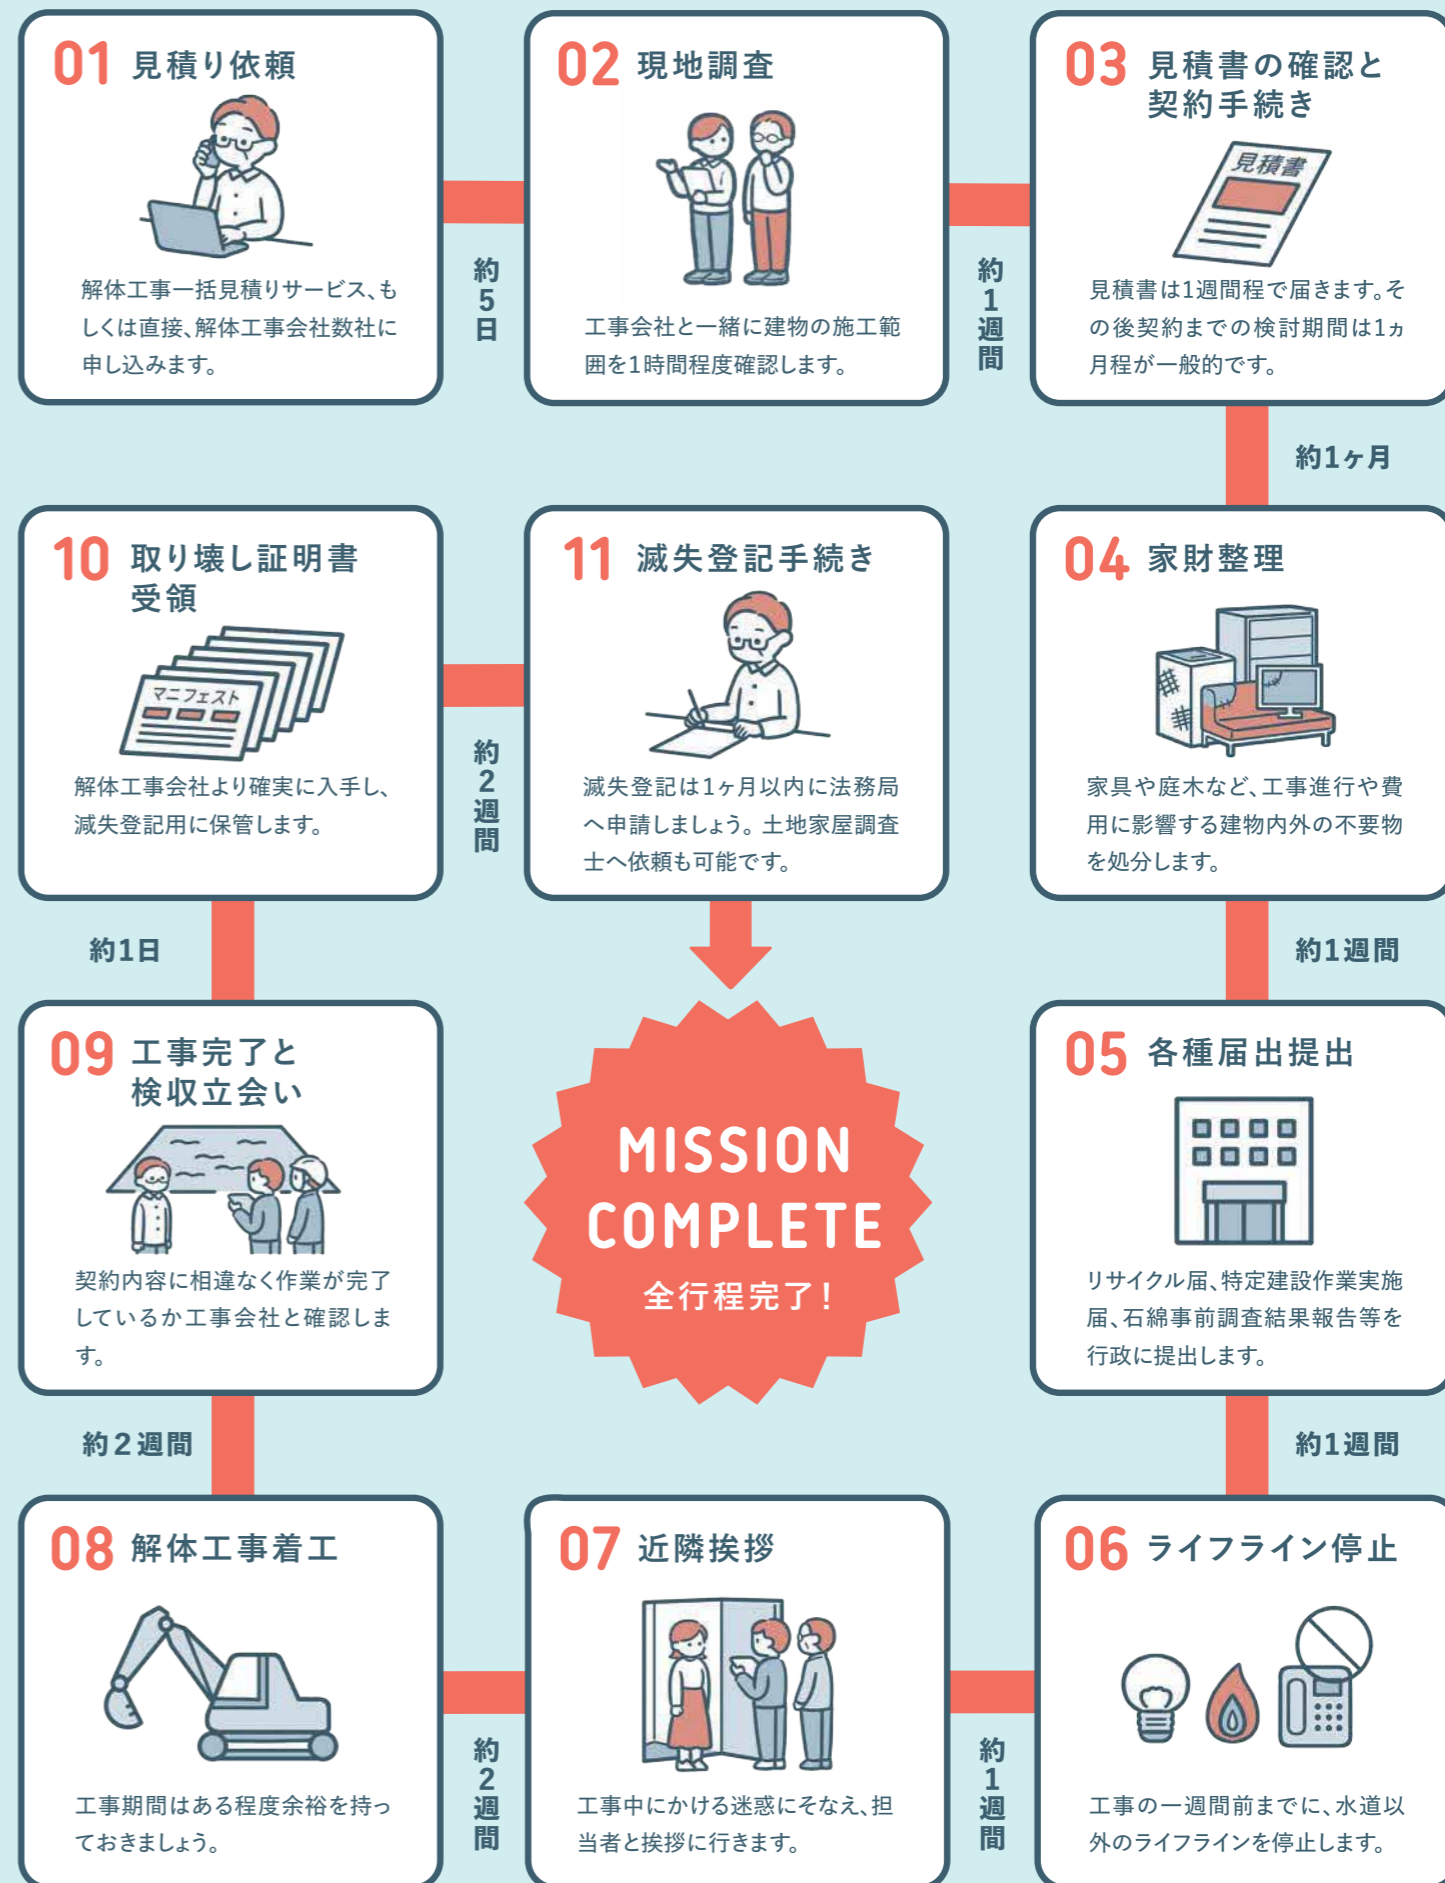 01 見積り依頼
解体工事一括見積りサービス、も
しくは直接、解体工事会社数社に
申し込みます。
約5日
02 現地調査
工事会社と一緒に建物の施工範
囲を1時間程度確認します。
約1週間
03 見積書の確認と
契約手続き
見積書
見積書は1週間程で届きます。そ
の後契約までの検討期間は1ヵ
月程が一般的です。
約1ヶ月
04 家財整理
家具や庭木など、工事進行や費
用に影響する建物内外の不要物
を処分します。
約1週間
05 各種届出提出
リサイクル届、特定建設作業実施
届、石綿事前調査結果報告等を
行政に提出します。
約1週間
06 ライフライン停止
工事の一週間前までに、水道以
外のライフラインを停止します。
約1週間
07 近隣挨拶
工事中にかける迷惑にそなえ、担
当者と挨拶に行きます。
約2週間
08 解体工事着工
工事期間はある程度余裕を持っ
ておきましょう。
約2週間
09 工事完了と
検収立会い
契約内容に相違なく作業が完了
しているか工事会社と確認しま
す。
約1日
10 取り壊し証明書
受領
マニフェスト
解体工事会社より確実に入手し、
滅失登記用に保管します。
約2週間
11 滅失登記手続き
滅失登記は1ヶ月以内に法務局
へ申請しましょう。土地家屋調査
士へ依頼も可能です。
MISSION
COMPLETE
全行程完了！